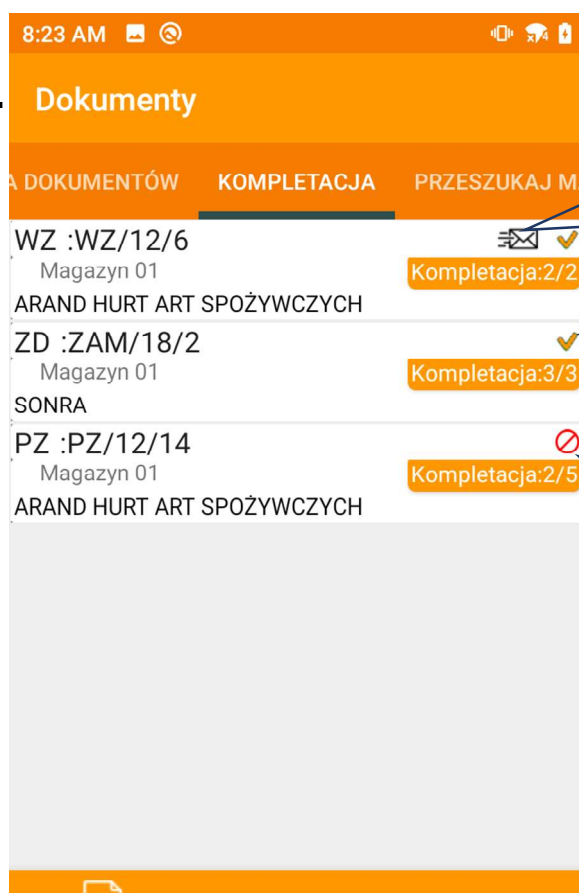 8:23 AM
Dokumenty
A DOKUMENTÓW KOMPLETACJA PRZESZUKAJ M
WZ :WZ/12/6
Magazyn 01 Kompletacja:2/2
ARAND HURT ART SPOŻYWCZYCH
ZD :ZAM/18/2
Magazyn 01 Kompletacja:3/3
SONRA
PZ :PZ/12/14
Magazyn 01 Kompletacja:2/5
ARAND HURT ART SPOŻYWCZYCH